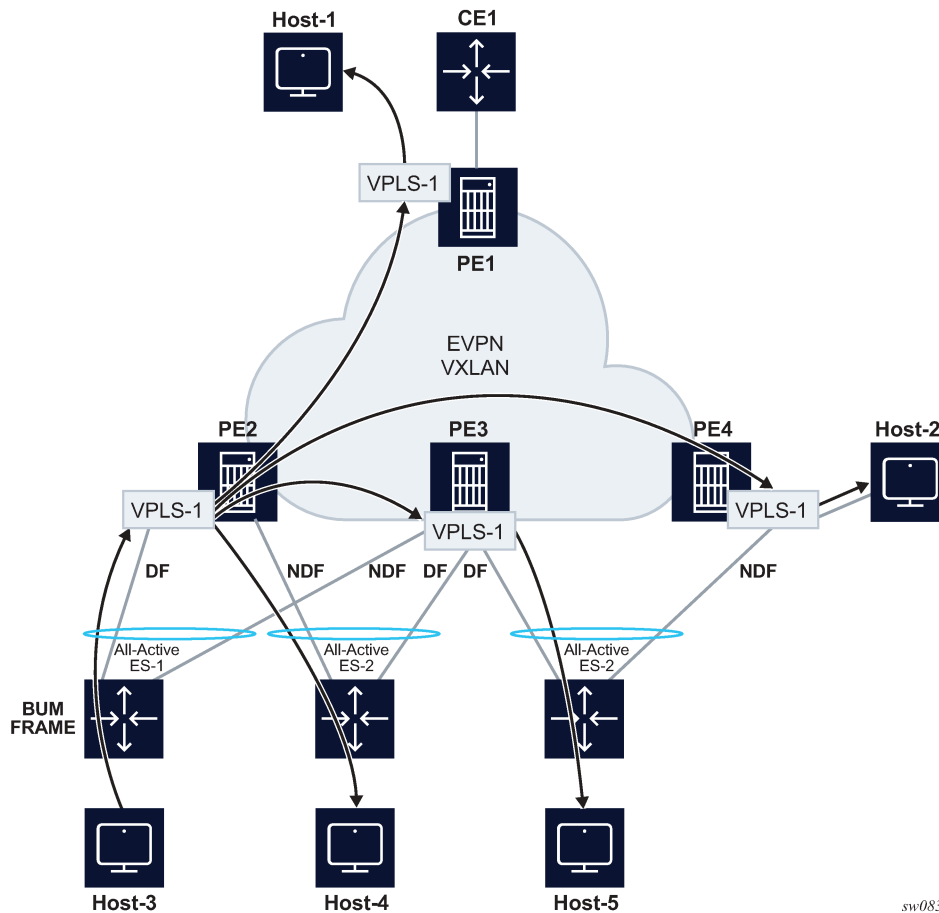 Host-1
CE1
VPLS-1
PE1
EVPN
VXLAN
PE2
PE3
PE4
Host-2
VPLS-1
VPLS-1
VPLS-1
DF
NDF
NDF
DF
DF
NDF
All-Active
ES-1
All-Active
ES-2
All-Active
ES-2
BUM
FRAME
Host-3
Host-4
Host-5
sw083